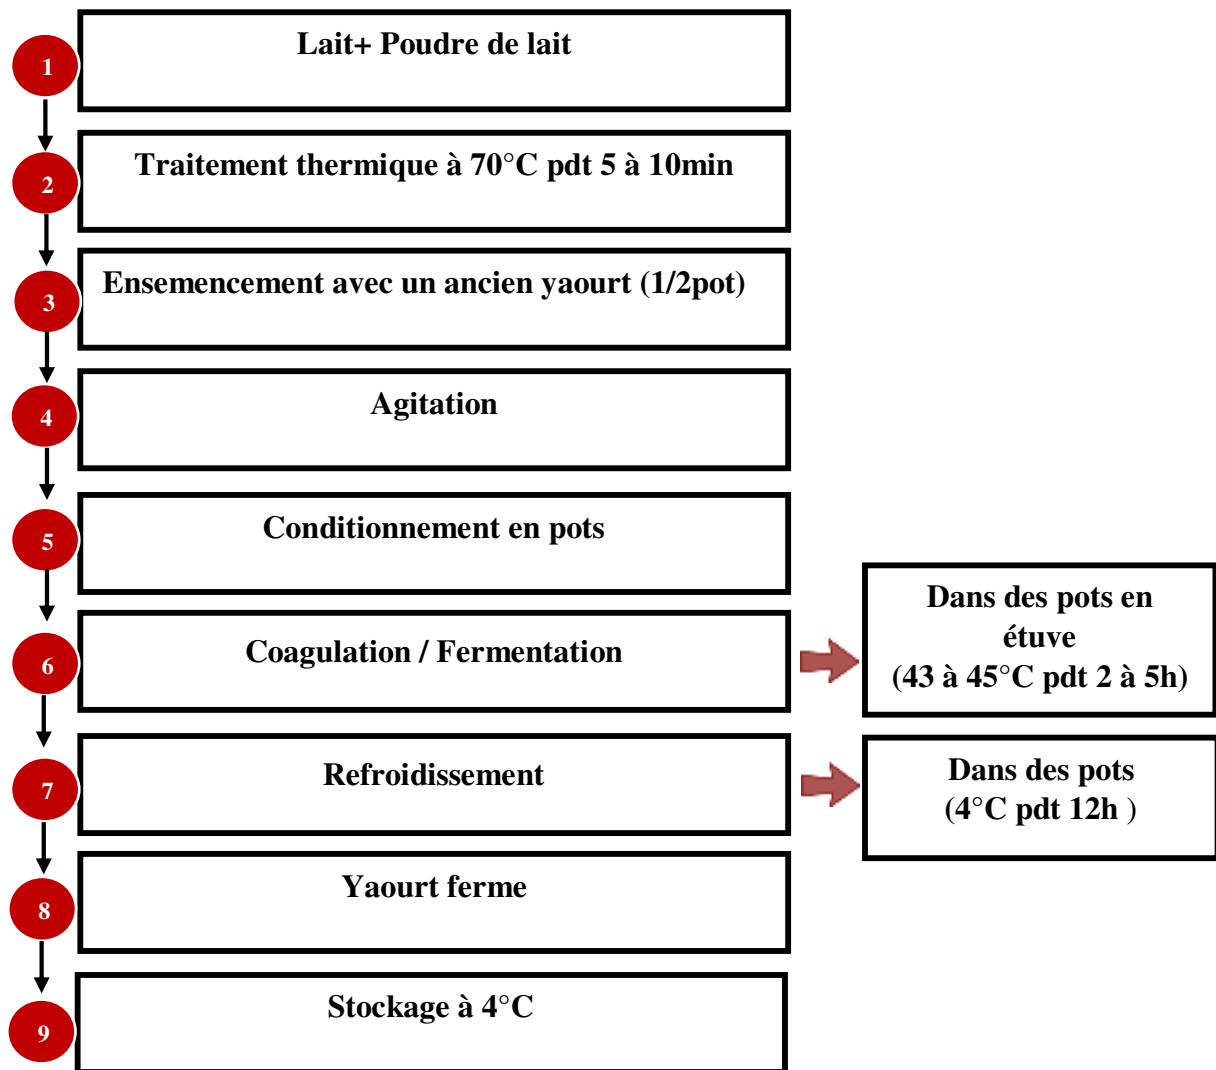 1
Lait+ Poudre de lait
2
Traitement thermique à 70°C pdt 5 à 10min
3
Ensemencement avec un ancien yaourt (1/2pot)
4
Agitation
5
Conditionnement en pots
6
Coagulation / Fermentation
Dans des pots en
étuve
(43 à 45°C pdt 2 à 5h)
7
Refroidissement
Dans des pots
(4°C pdt 12h )
8
Yaourt ferme
9
Stockage à 4°C